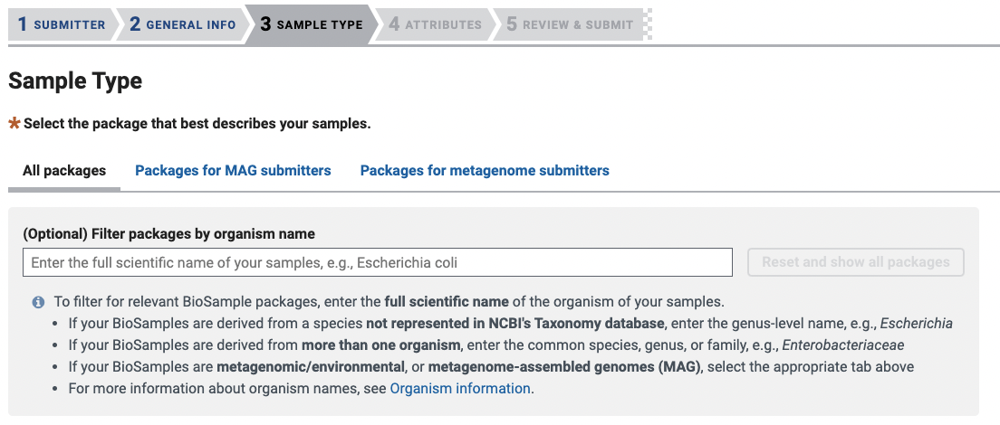 1 SUBMITTER 2 GENERAL INFO 3 SAMPLE TYPE 4 ATTRIBUTES 5 REVIEW & SUBMIT
Sample Type
* Select the package that best describes your samples.
All packages Packages for MAG submitters Packages for metagenome submitters
(Optional) Filter packages by organism name
Enter the full scientific name of your samples, e.g., Escherichia coli Reset and show all packages
To filter for relevant BioSample packages, enter the full scientific name of the organism of your samples.
• If your BioSamples are derived from a species not represented in NCBI's Taxonomy database, enter the genus-level name, e.g., Escherichia
• If your BioSamples are derived from more than one organism, enter the common species, genus, or family, e.g., Enterobacteriaceae
• If your BioSamples are metagenomic/environmental, or metagenome-assembled genomes (MAG), select the appropriate tab above
• For more information about organism names, see Organism information.